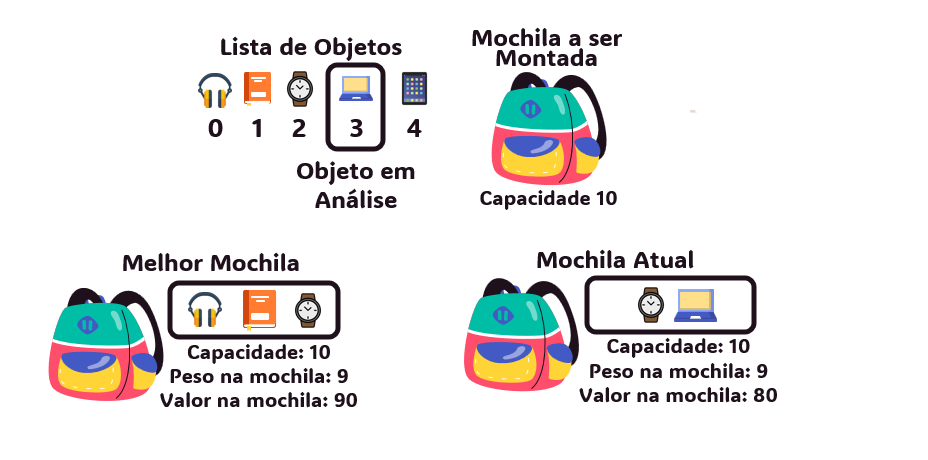 Lista de Objetos
0 1 2 3 4
Objeto em
Análise
Mochila a ser
Montada
Capacidade 10
Melhor Mochila
Capacidade: 10
Peso na mochila: 9
Valor na mochila: 90
Mochila Atual
Capacidade: 10
Peso na mochila: 9
Valor na mochila: 80